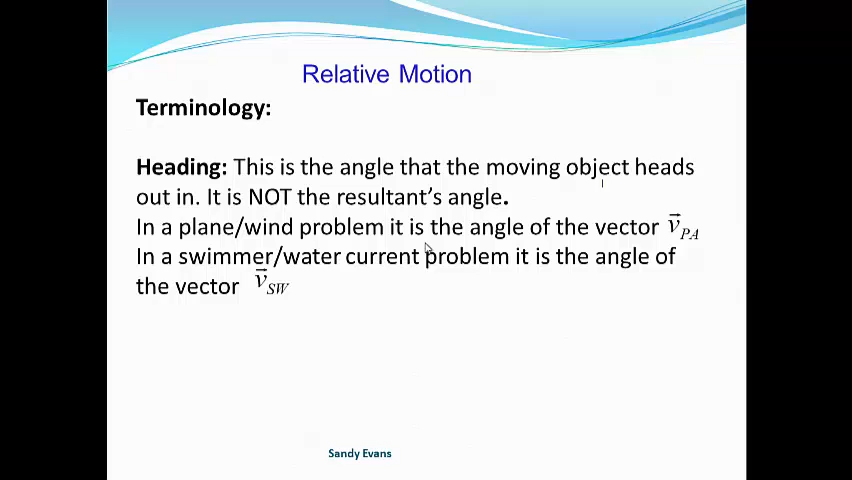 Relative Motion
Terminology:
Heading: This is the angle that the moving object heads
out in. It is NOT the resultant's angle.
In a plane/wind problem it is the angle of the vector v⃗_PA
In a swimmer/water current problem it is the angle of
the vector v⃗_SW
Sandy Evans